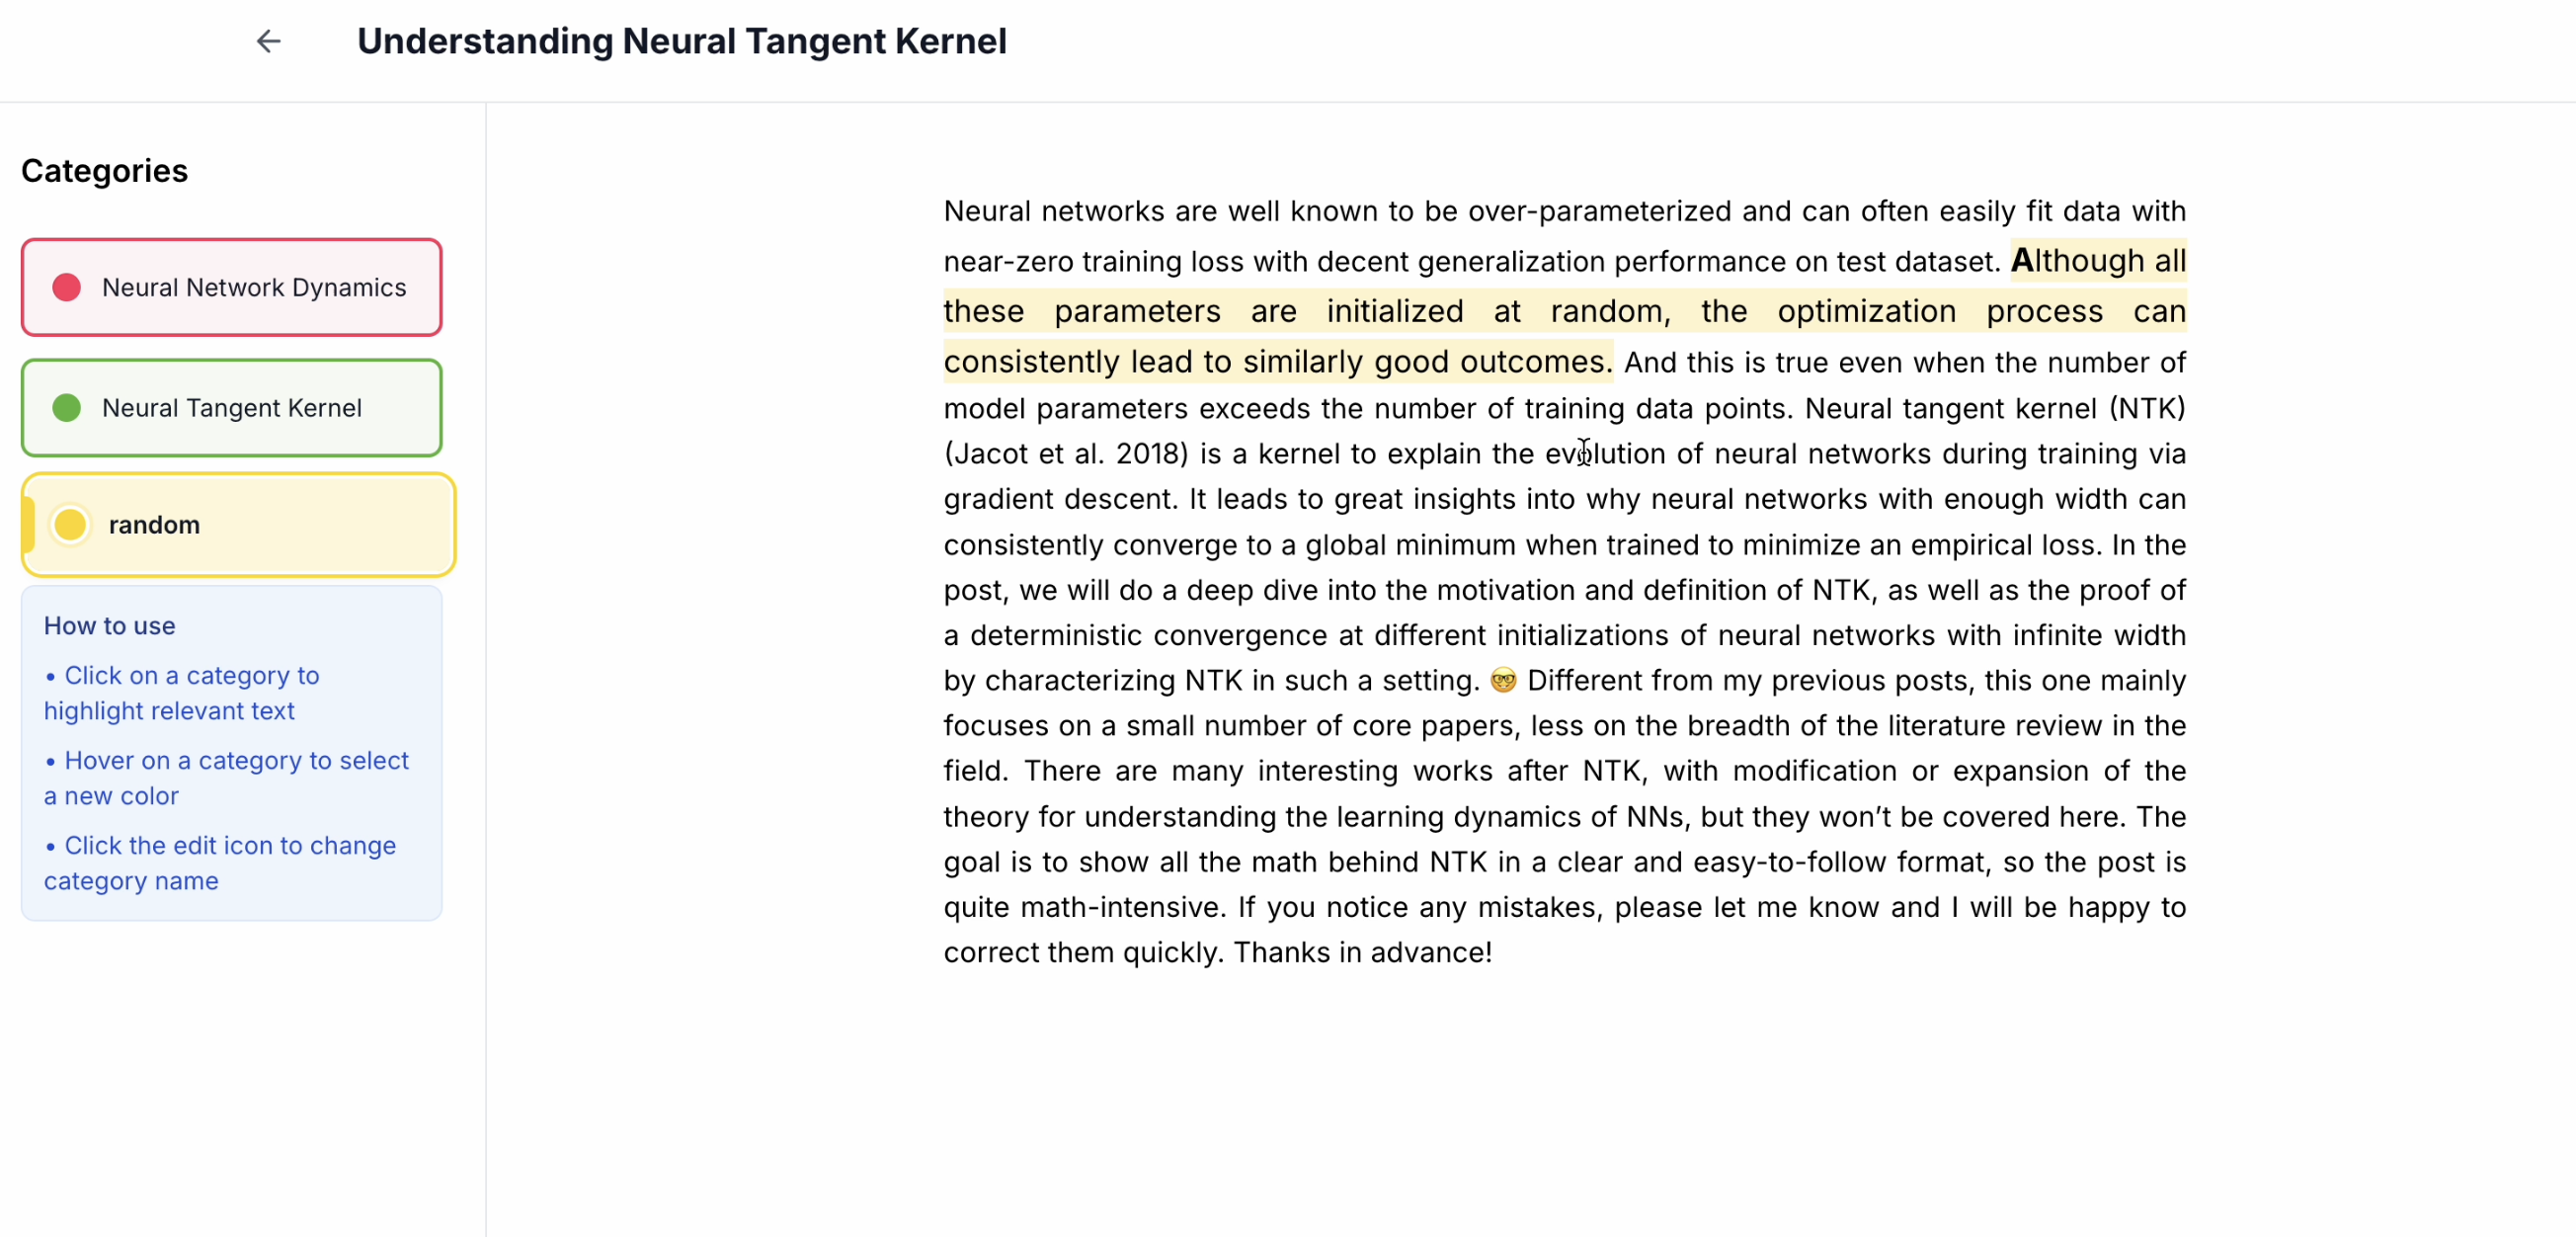 Understanding Neural Tangent Kernel
Categories
Neural Network Dynamics
Neural Tangent Kernel
random
How to use
• Click on a category to
highlight relevant text
• Hover on a category to select
a new color
• Click the edit icon to change
category name
Neural networks are well known to be over-parameterized and can often easily fit data with
near-zero training loss with decent generalization performance on test dataset. Although all
these parameters are initialized at random, the optimization process can
consistently lead to similarly good outcomes. And this is true even when the number of
model parameters exceeds the number of training data points. Neural tangent kernel (NTK)
(Jacot et al. 2018) is a kernel to explain the evolution of neural networks during training via
gradient descent. It leads to great insights into why neural networks with enough width can
consistently converge to a global minimum when trained to minimize an empirical loss. In the
post, we will do a deep dive into the motivation and definition of NTK, as well as the proof of
a deterministic convergence at different initializations of neural networks with infinite width
by characterizing NTK in such a setting. 🤓 Different from my previous posts, this one mainly
focuses on a small number of core papers, less on the breadth of the literature review in the
field. There are many interesting works after NTK, with modification or expansion of the
theory for understanding the learning dynamics of NNs, but they won’t be covered here. The
goal is to show all the math behind NTK in a clear and easy-to-follow format, so the post is
quite math-intensive. If you notice any mistakes, please let me know and I will be happy to
correct them quickly. Thanks in advance!